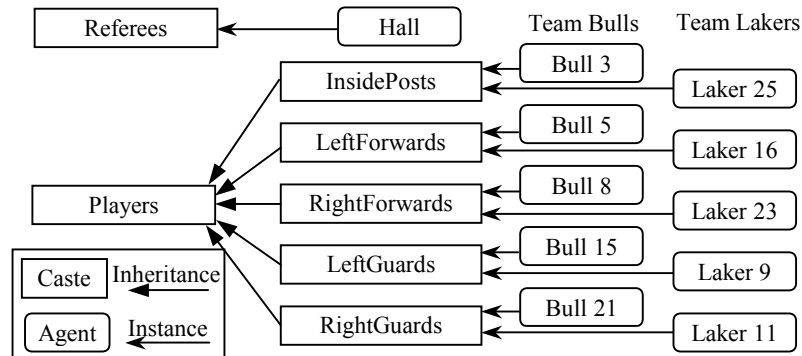 Team Bulls
Team Lakers
Referees
Hall
Bull 3
InsidePosts
Laker 25
Bull 5
LeftForwards
Laker 16
Bull 8
Players
RightForwards
Laker 23
Bull 15
LeftGuards
Laker 9
Caste
Inheritance
Bull 21
RightGuards
Agent
Instance
Laker 11